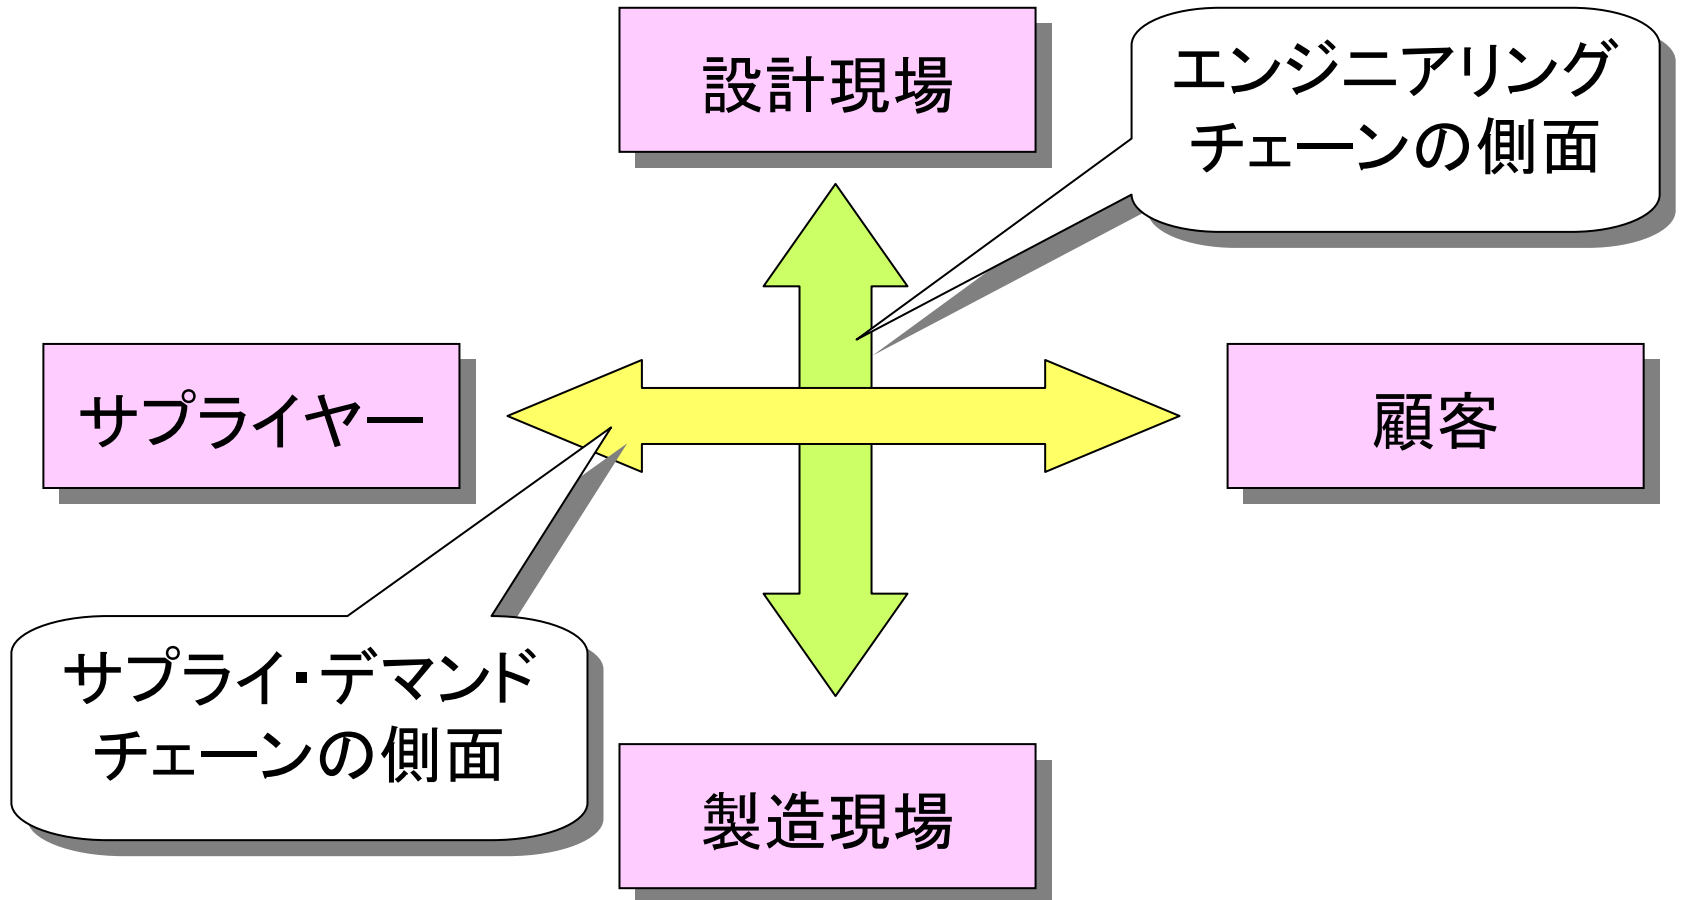 設計現場
エンジニアリング
チェーンの側面
サプライヤー
顧客
サプライ・デマンド
チェーンの側面
製造現場